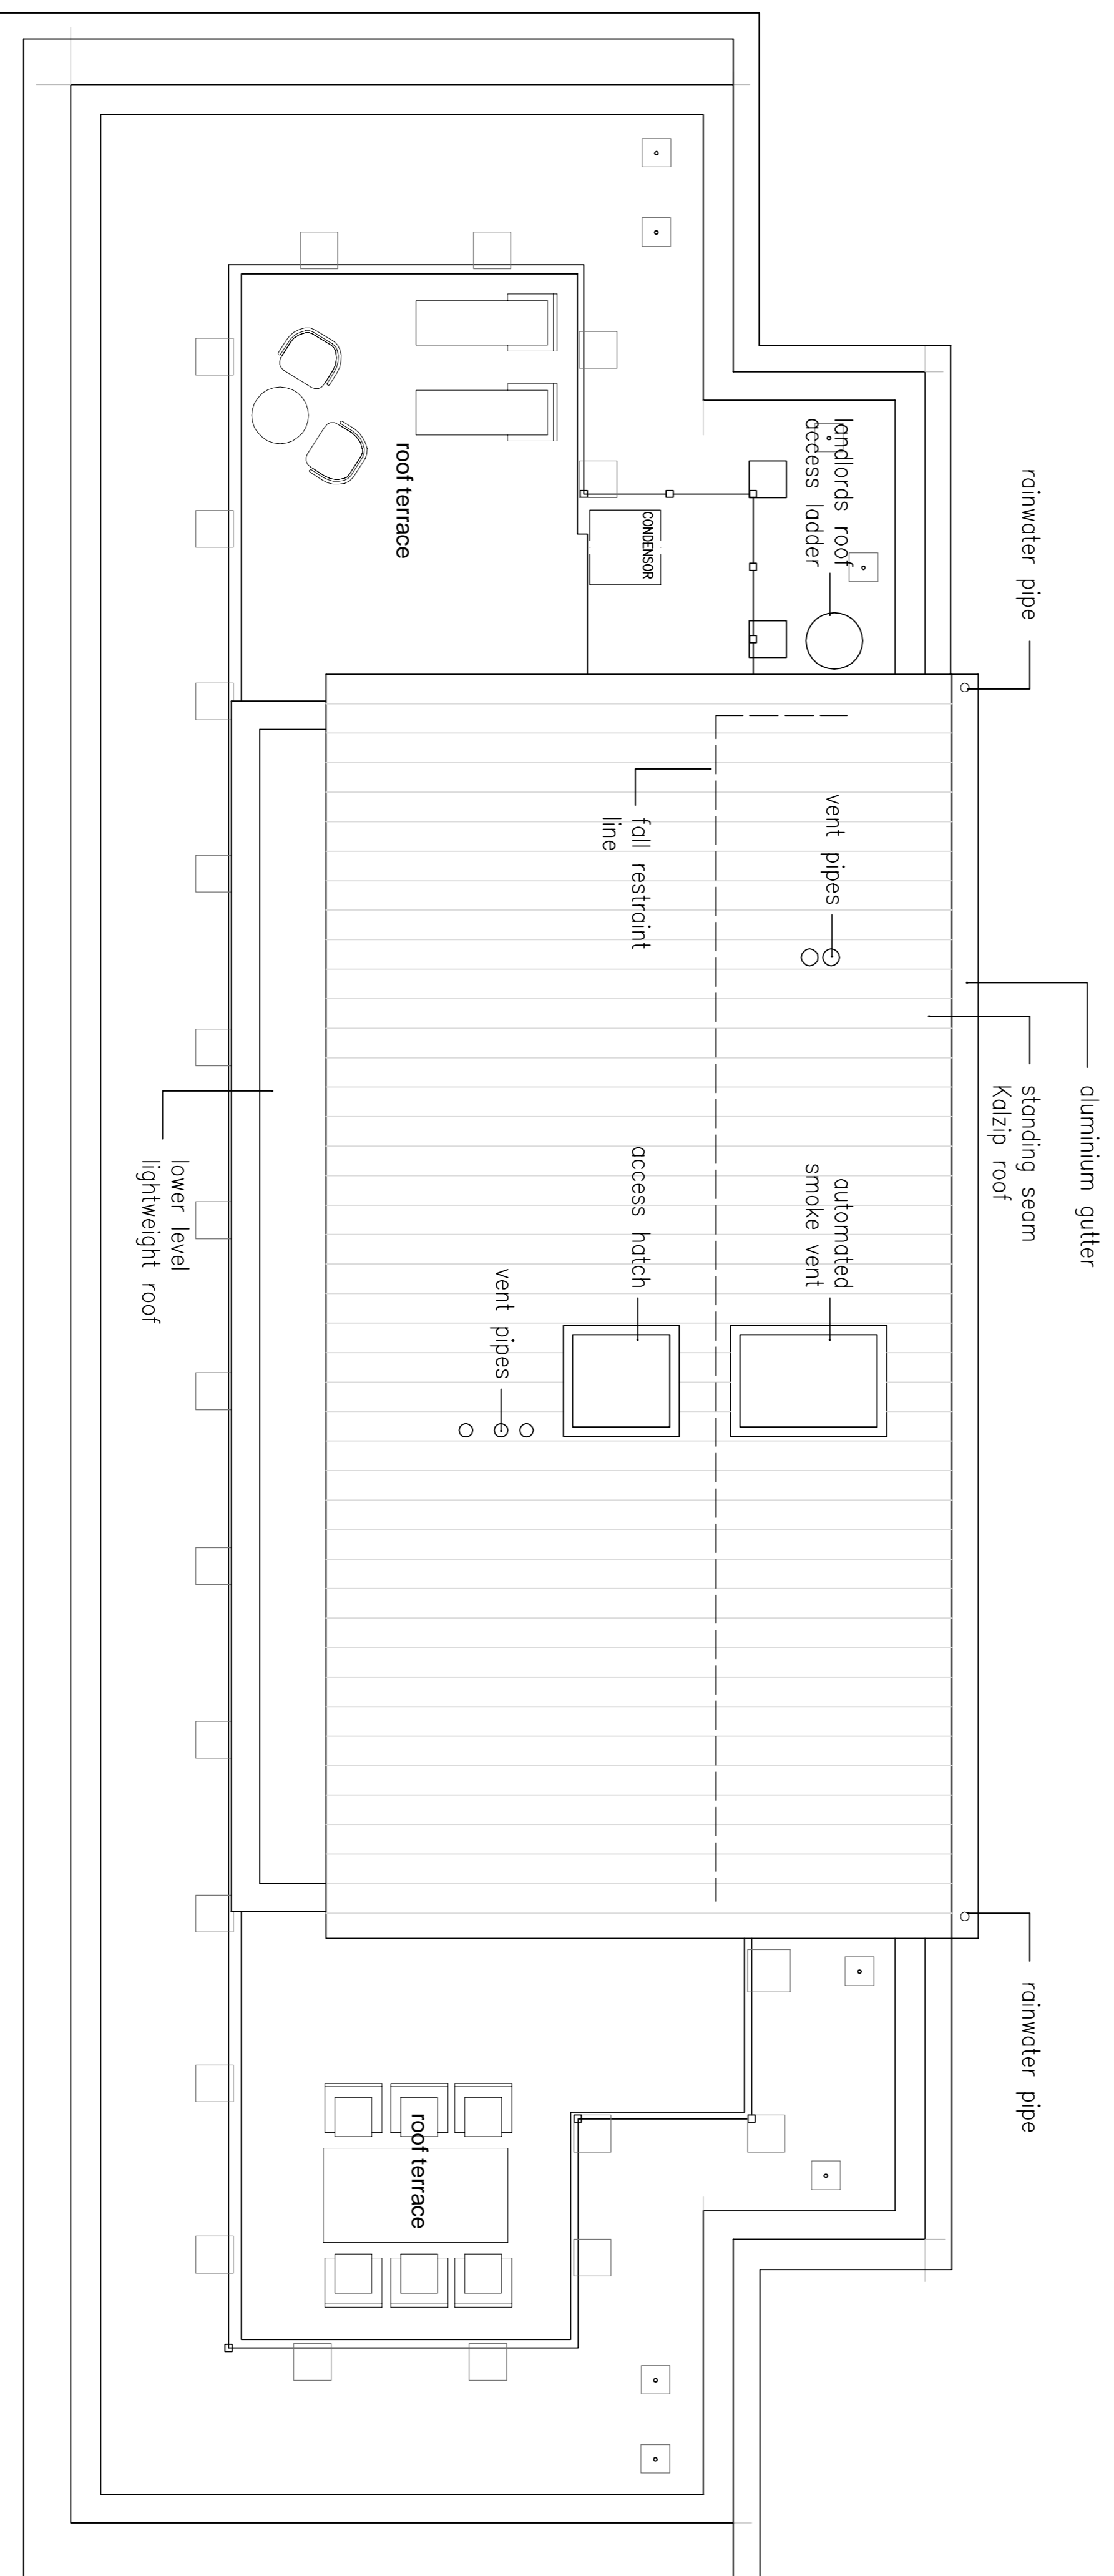 aluminium gutter
rainwater pipe
standing seam
Kalzip roof
rainwater pipe
landlords roof
access ladder
vent pipes
automated
smoke vent
CONDENSOR
fall restraint
line
access hatch
vent pipes
roof terrace
roof terrace
lower level
lightweight roof